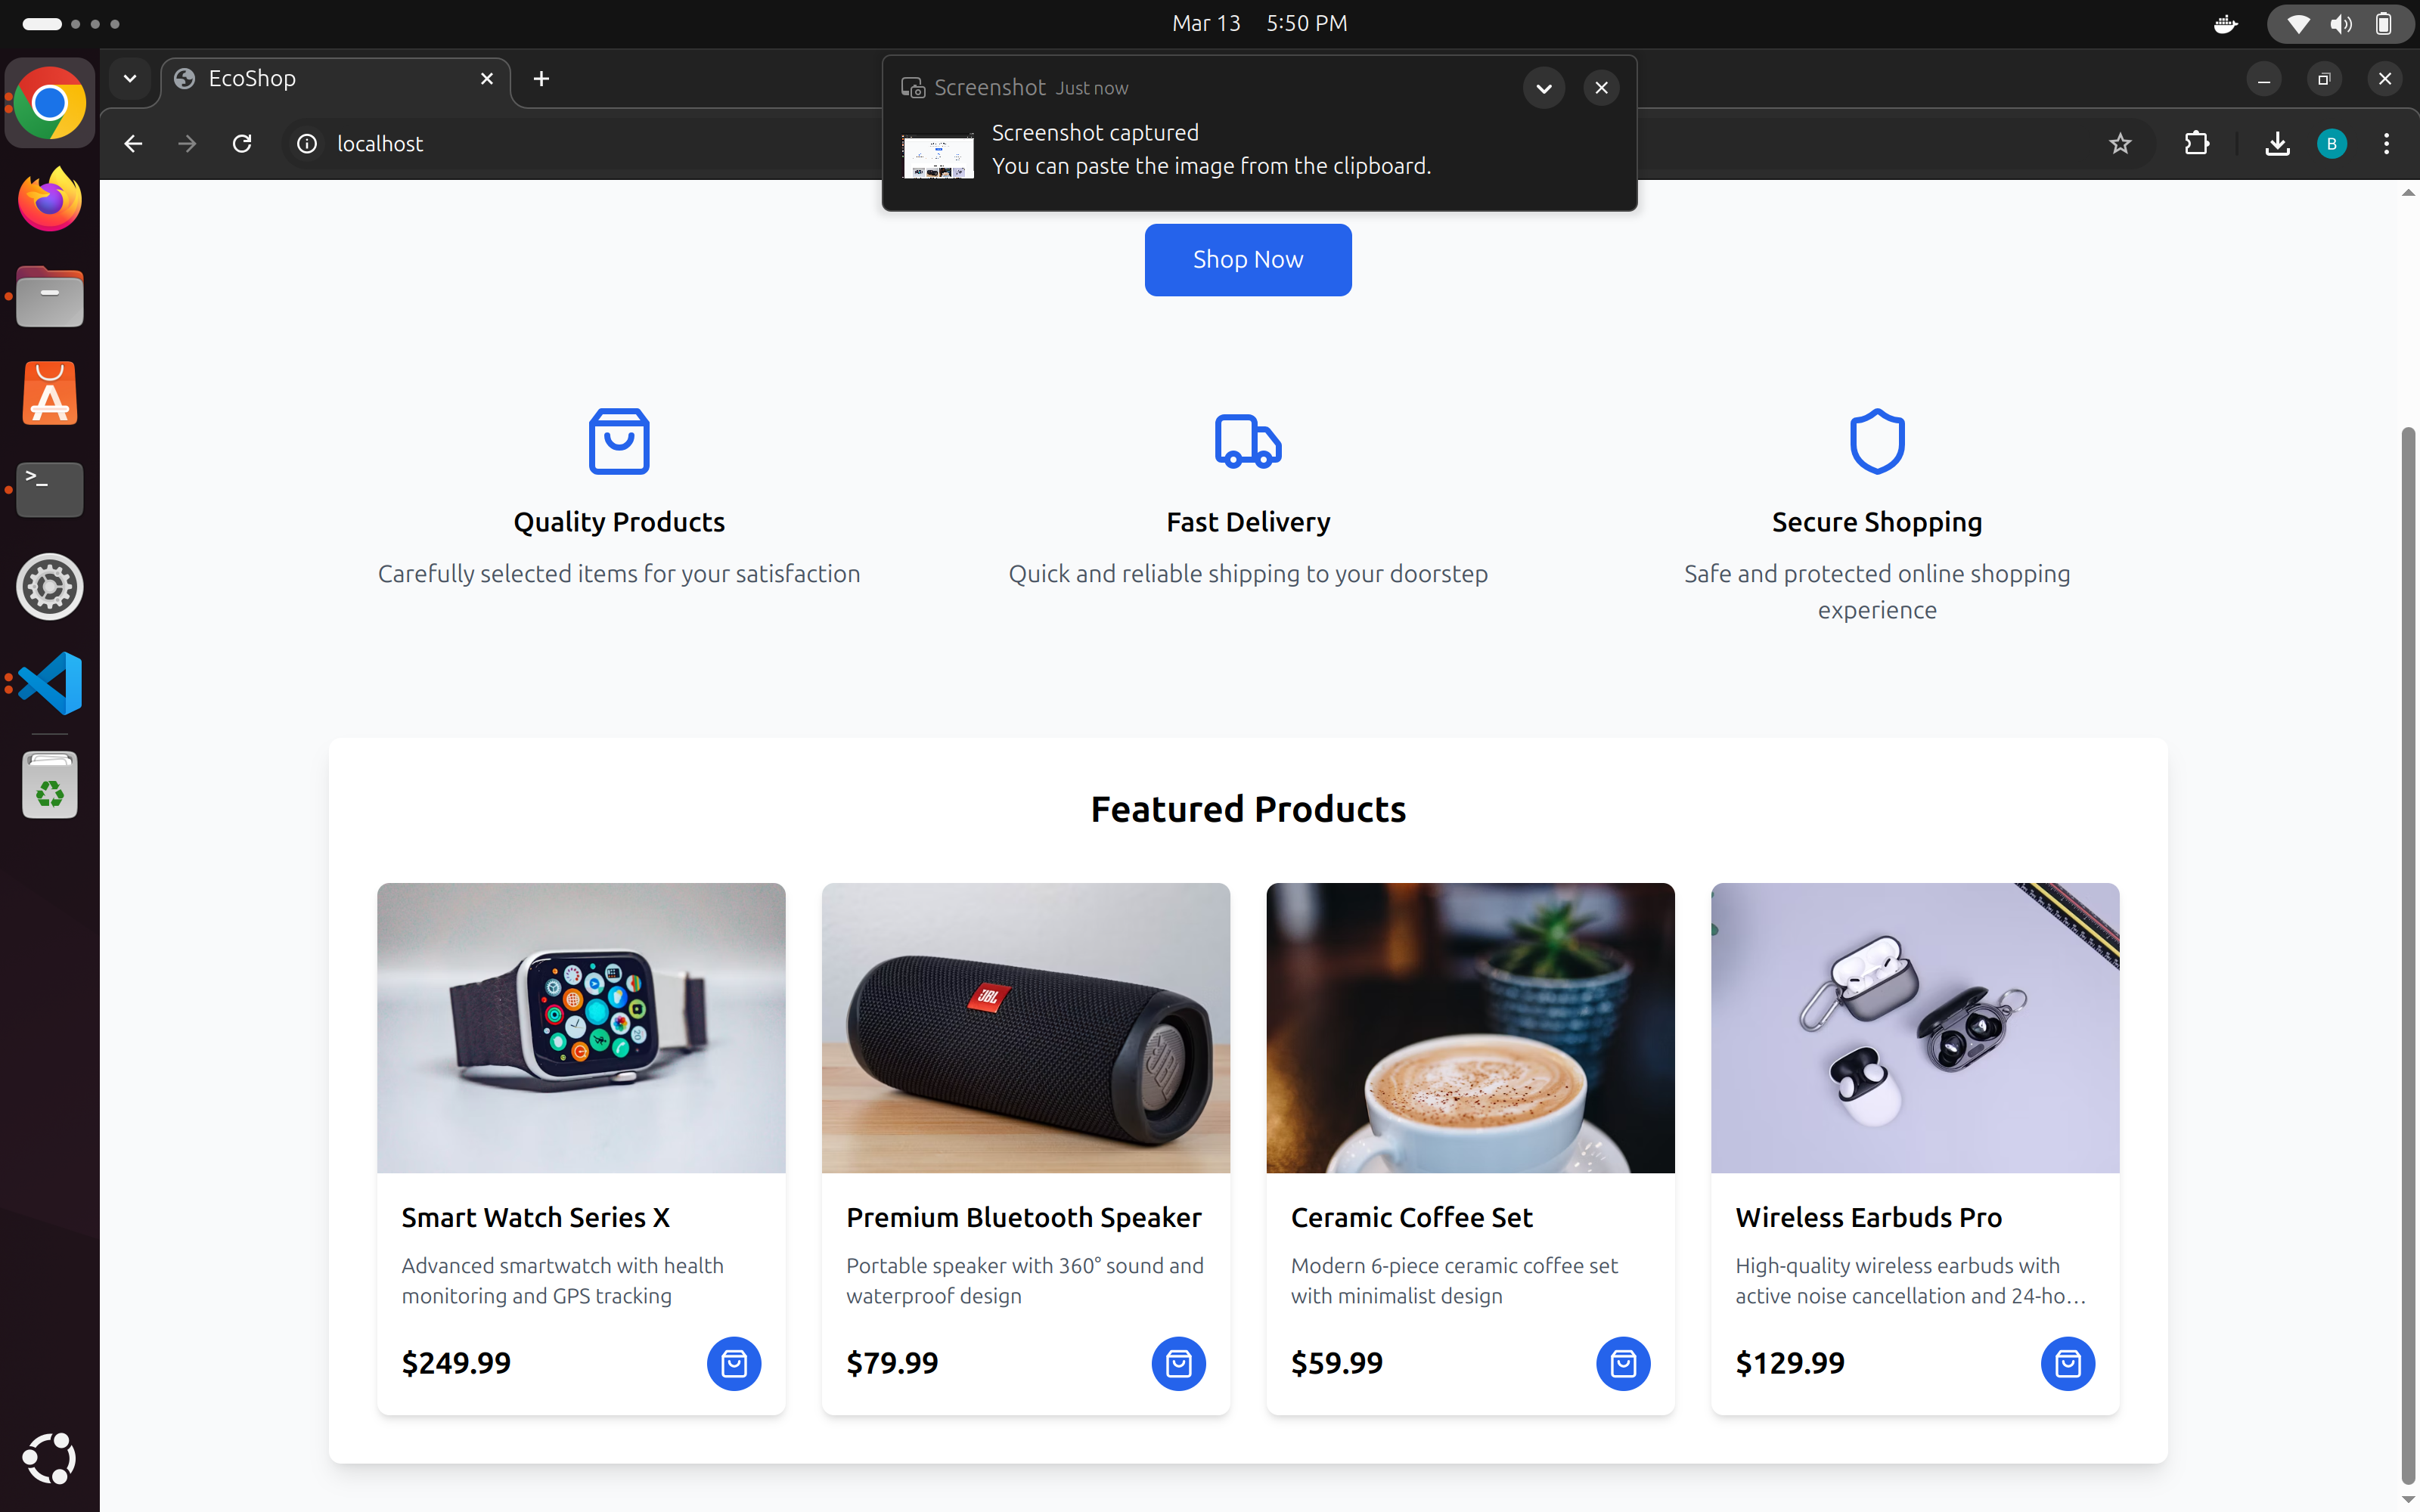 Mar 13 5:50 PM
EcoShop
localhost
B
Screenshot Just now
Screenshot captured
You can paste the image from the clipboard.
Shop Now
Quality Products
Carefully selected items for your satisfaction
Fast Delivery
Quick and reliable shipping to your doorstep
Secure Shopping
Safe and protected online shopping
experience
Featured Products
JBL
Smart Watch Series X
Advanced smartwatch with health
monitoring and GPS tracking
$249.99
Premium Bluetooth Speaker
Portable speaker with 360° sound and
waterproof design
$79.99
Ceramic Coffee Set
Modern 6-piece ceramic coffee set
with minimalist design
$59.99
Wireless Earbuds Pro
High-quality wireless earbuds with
active noise cancellation and 24-ho...
$129.99